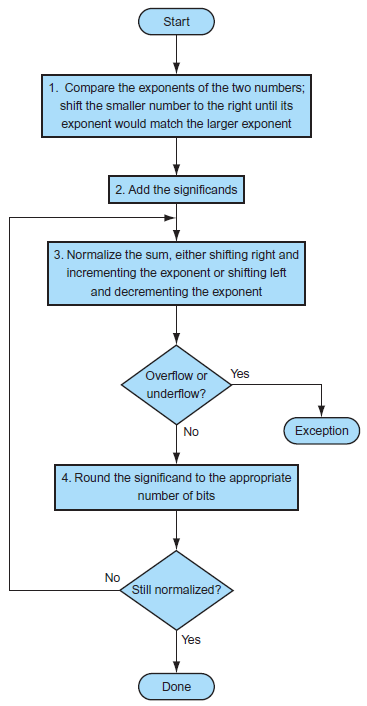 Start
1. Compare the exponents of the two numbers;
shift the smaller number to the right until its
exponent would match the larger exponent
2. Add the significands
3. Normalize the sum, either shifting right and
incrementing the exponent or shifting left
and decrementing the exponent
Overflow or
underflow?
Yes
Exception
No
4. Round the significand to the appropriate
number of bits
No
Still normalized?
Yes
Done